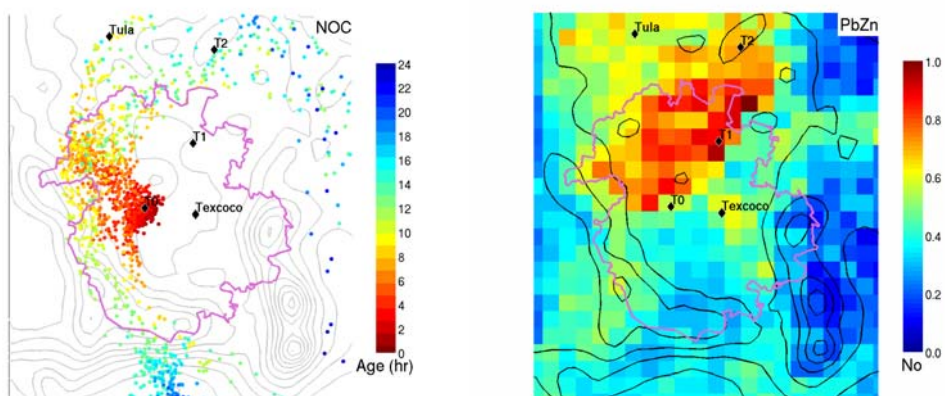 NOC
Tula
T2
T1
T0
Texcoco
24
22
20
18
16
14
12
10
8
6
4
2
0
Age (hr)
PbZn
Tula
T2
T1
T0
Texcoco
1.0
0.8
0.6
0.4
0.2
0.0
No